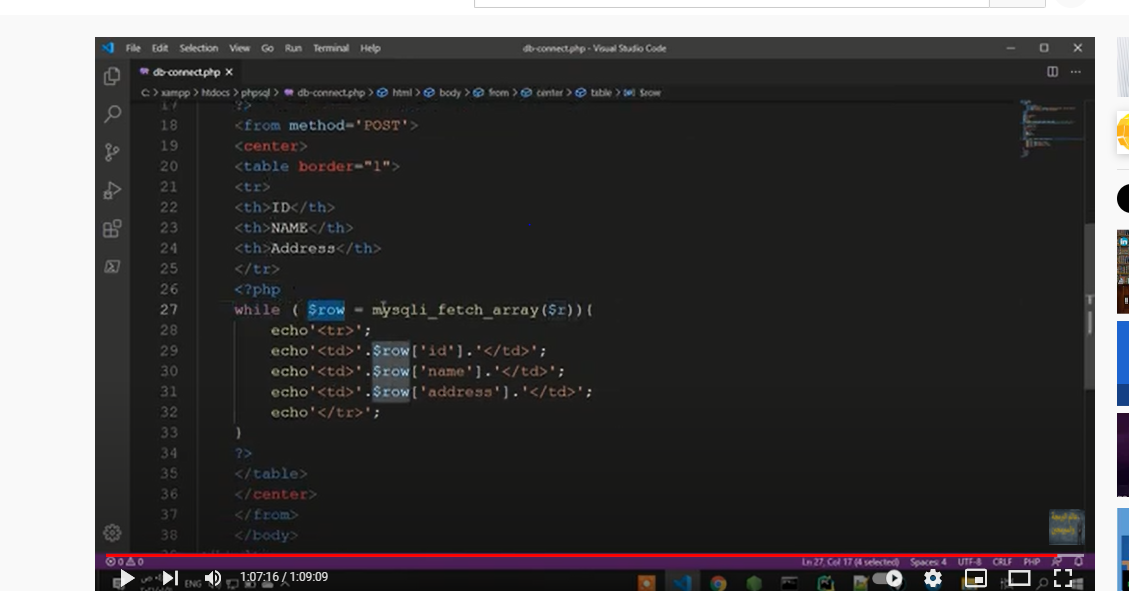 File Edit Selection View Go Run Terminal Help
db-connect.php - Visual Studio Code
db-connect.php
C: > xampp > htdocs > phpsql > db-connect.php > html > body > from > center > table > $row
17 ?>
18 <from method='POST'>
19 <center>
20 <table border="1">
21 <tr>
22 <th>ID</th>
23 <th>NAME</th>
24 <th>Address</th>
25 </tr>
26 <?php
27 while ( $row = mysqli_fetch_array($r)){
28 echo'<tr>';
29 echo'<td>'.$row['id'].'</td>';
30 echo'<td>'.$row['name'].'</td>';
31 echo'<td>'.$row['address'].'</td>';
32 echo'</tr>';
33 }
34 ?>
35 </table>
36 </center>
37 </from>
38 </body>
0 0
Ln 27, Col 17 (4 selected) Spaces: 4 UTF-8 CRLF PHP
1:07:16 / 1:09:09
ENG